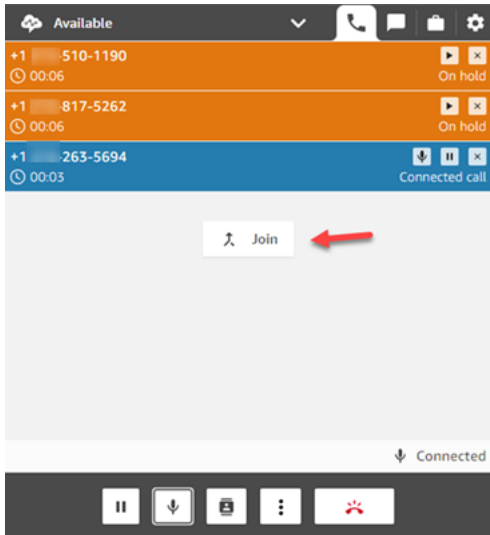 Available
+1 -510-1190
00:06
On hold
+1 -817-5262
00:06
On hold
+1 -263-5694
00:03
Connected call
Join
Connected